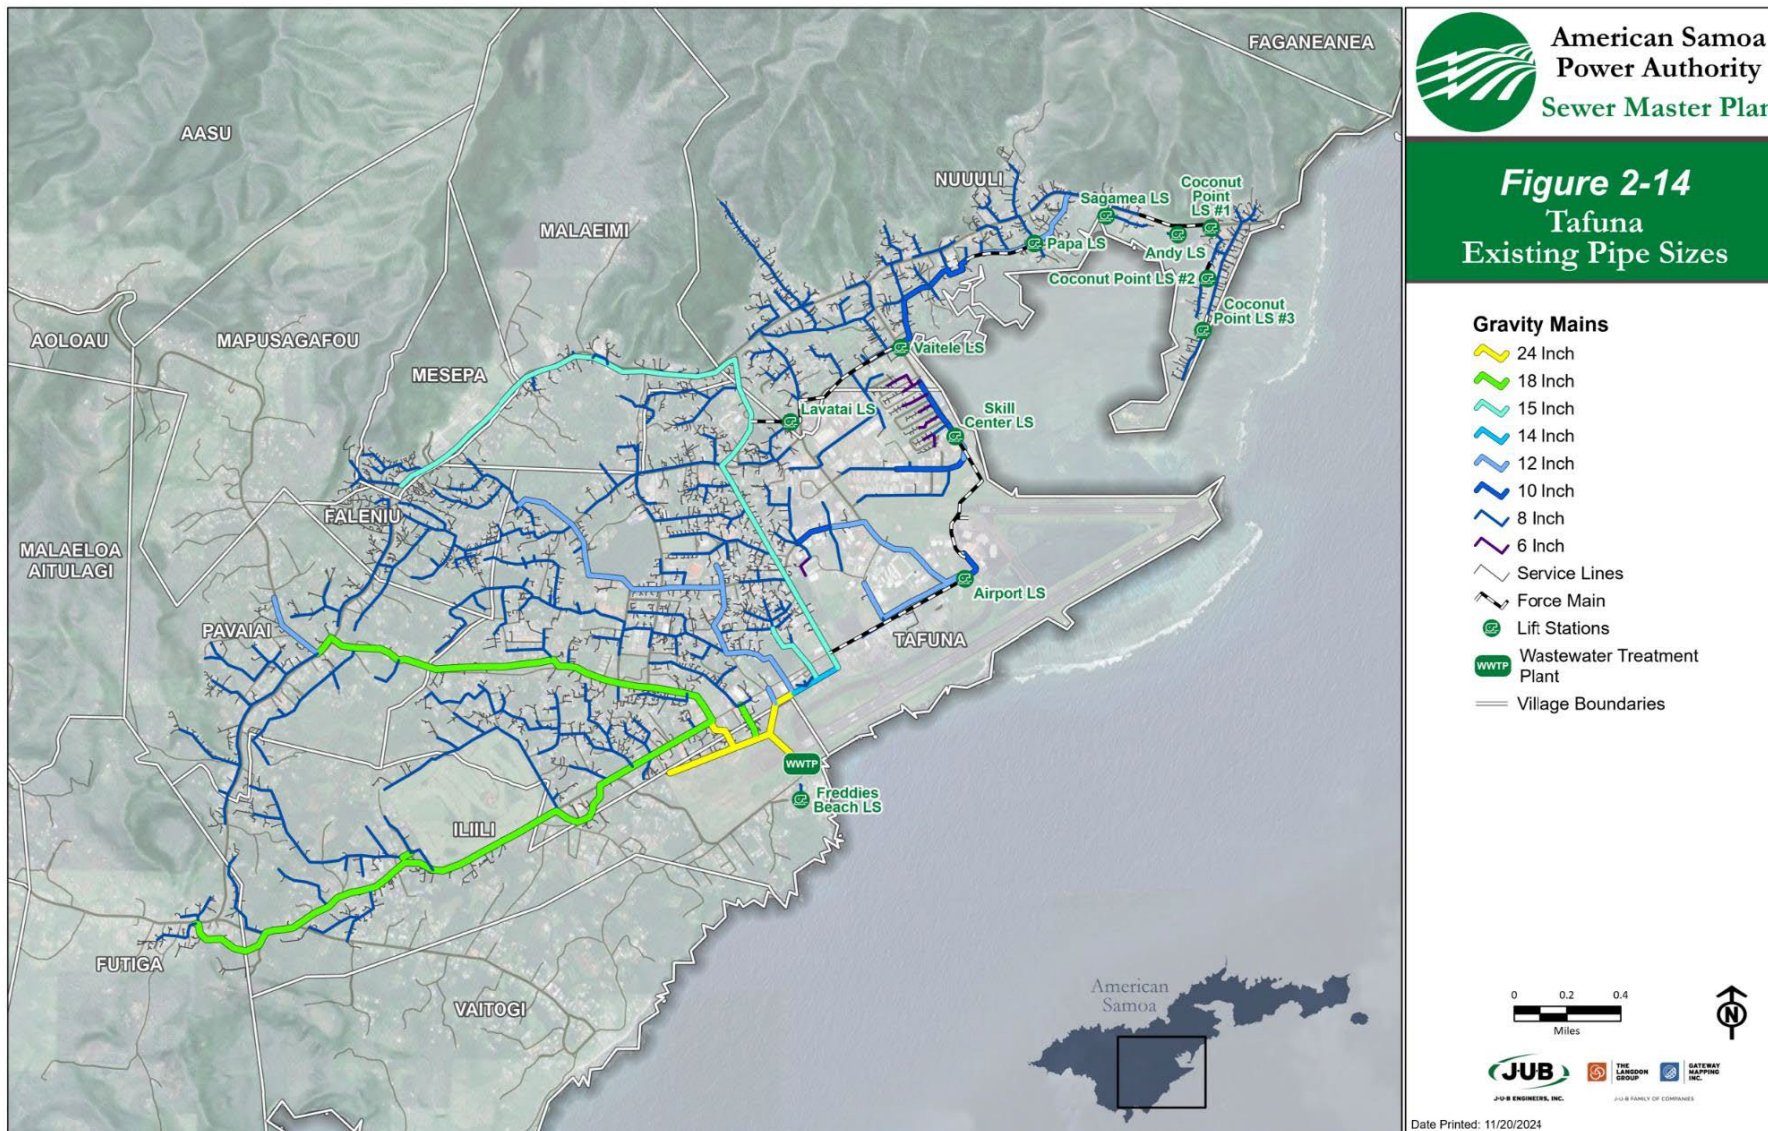 FAGANEANEA
AASU
NUUULI
Sagamea LS
Coconut
Point
LS #1
MALAEIMI
Papa LS
Andy LS
Coconut Point LS #2
Coconut
Point LS #3
AOLOAU
MAPUSAGAFOU
Vaitele LS
MESEPA
Lavatai LS
Skill
Center LS
FALENIU
MALAELOA
AITULAGI
Airport LS
PAVAIAI
TAFUNA
WWTP
Freddies
Beach LS
ILIILI
FUTIGA
VAITOGI
American
Samoa
American Samoa
Power Authority
Sewer Master Plan
Figure 2-14
Tafuna
Existing Pipe Sizes
Gravity Mains
24 Inch
18 Inch
15 Inch
14 Inch
12 Inch
10 Inch
8 Inch
6 Inch
Service Lines
Force Main
Lift Stations
WWTP Wastewater Treatment
Plant
Village Boundaries
0 0.2 0.4
Miles
N
J-U-B
J-U-B ENGINEERS, INC.
THE
LANGDON
GROUP
GATEWAY
MAPPING
INC.
J-U-B FAMILY OF COMPANIES
Date Printed: 11/20/2024